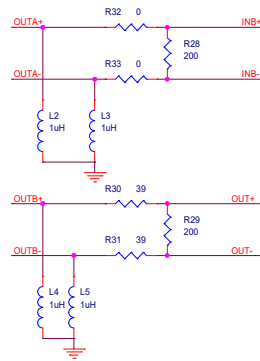 R32 0
OUTA+ INB+
R28
200
R33 0
OUTA- INB-
L2
1uH
L3
1uH
R30 39
OUTB+ OUT+
R29
200
R31 39
OUTB- OUT-
L4
1uH
L5
1uH